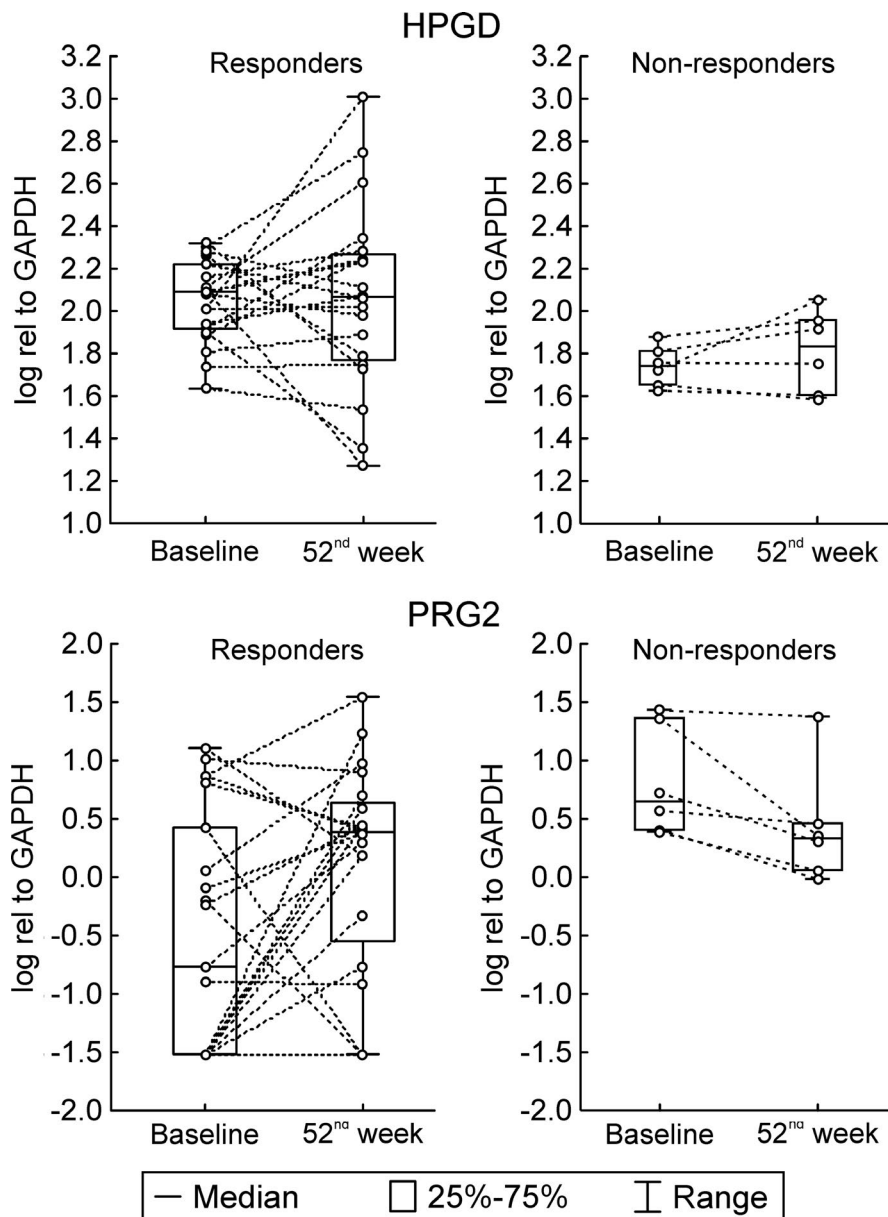 HPGD
Responders
Non-responders
log rel to GAPDH
3.2
3.0
2.8
2.6
2.4
2.2
2.0
1.8
1.6
1.4
1.2
1.0
Baseline
52nd week
log rel to GAPDH
3.2
3.0
2.8
2.6
2.4
2.2
2.0
1.8
1.6
1.4
1.2
1.0
Baseline
52nd week
PRG2
Responders
Non-responders
log rel to GAPDH
2.0
1.5
1.0
0.5
0.0
-0.5
-1.0
-1.5
-2.0
Baseline
52nd week
log rel to GAPDH
2.0
1.5
1.0
0.5
0.0
-0.5
-1.0
-1.5
-2.0
Baseline
52nd week
Median
25%-75%
Range